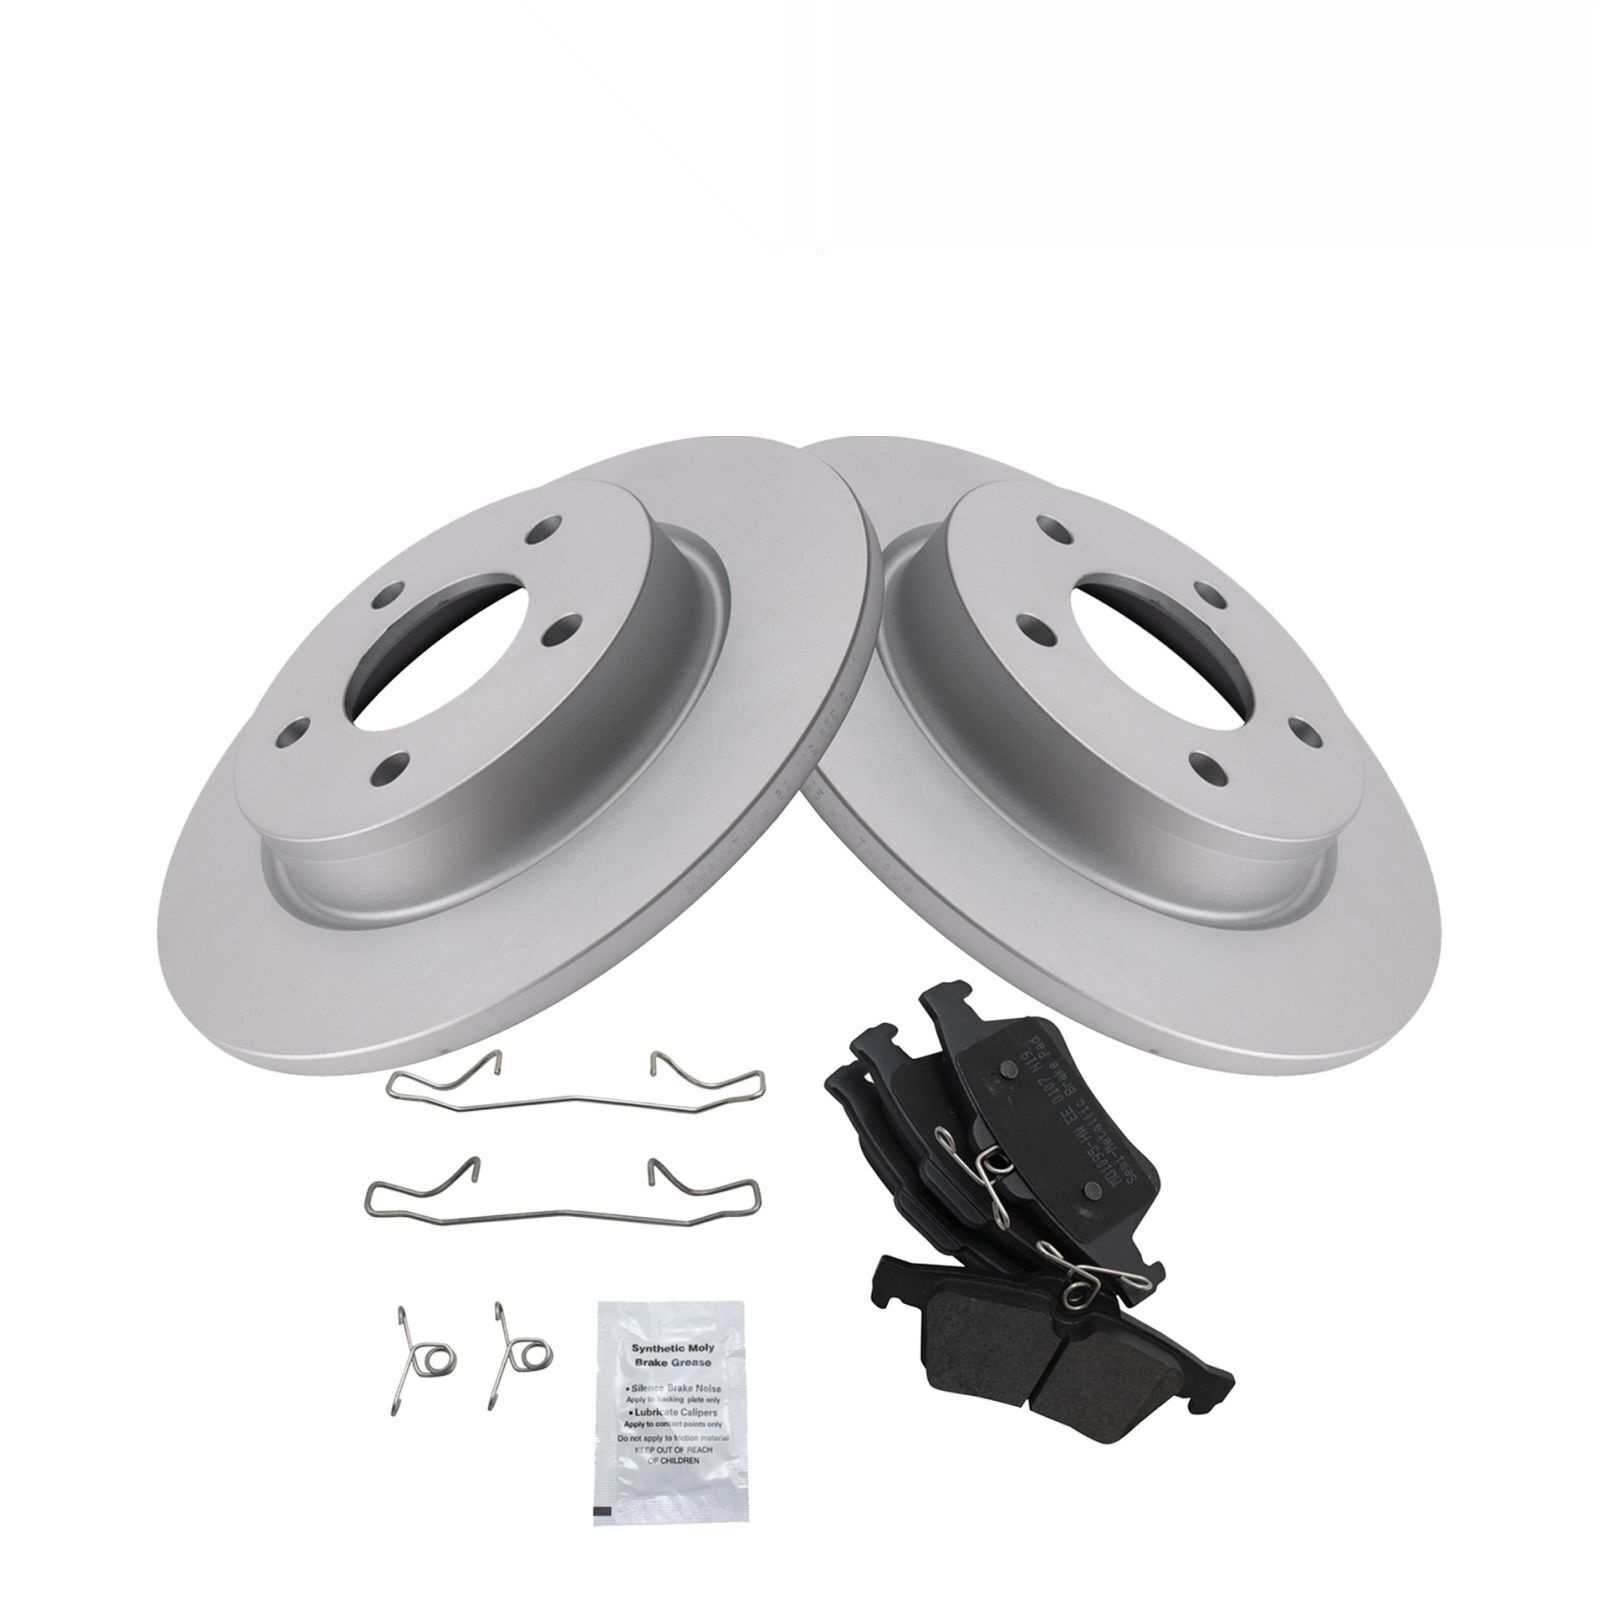 MD1095-HW EE 0107 N19
Semi-Metallic Brake Pad
Synthetic Moly
Brake Grease
• Silence Brake Noise
Apply to backing plate only
• Lubricate Calipers
Apply to contact points only
Do not apply to friction material
KEEP OUT OF REACH
OF CHILDREN